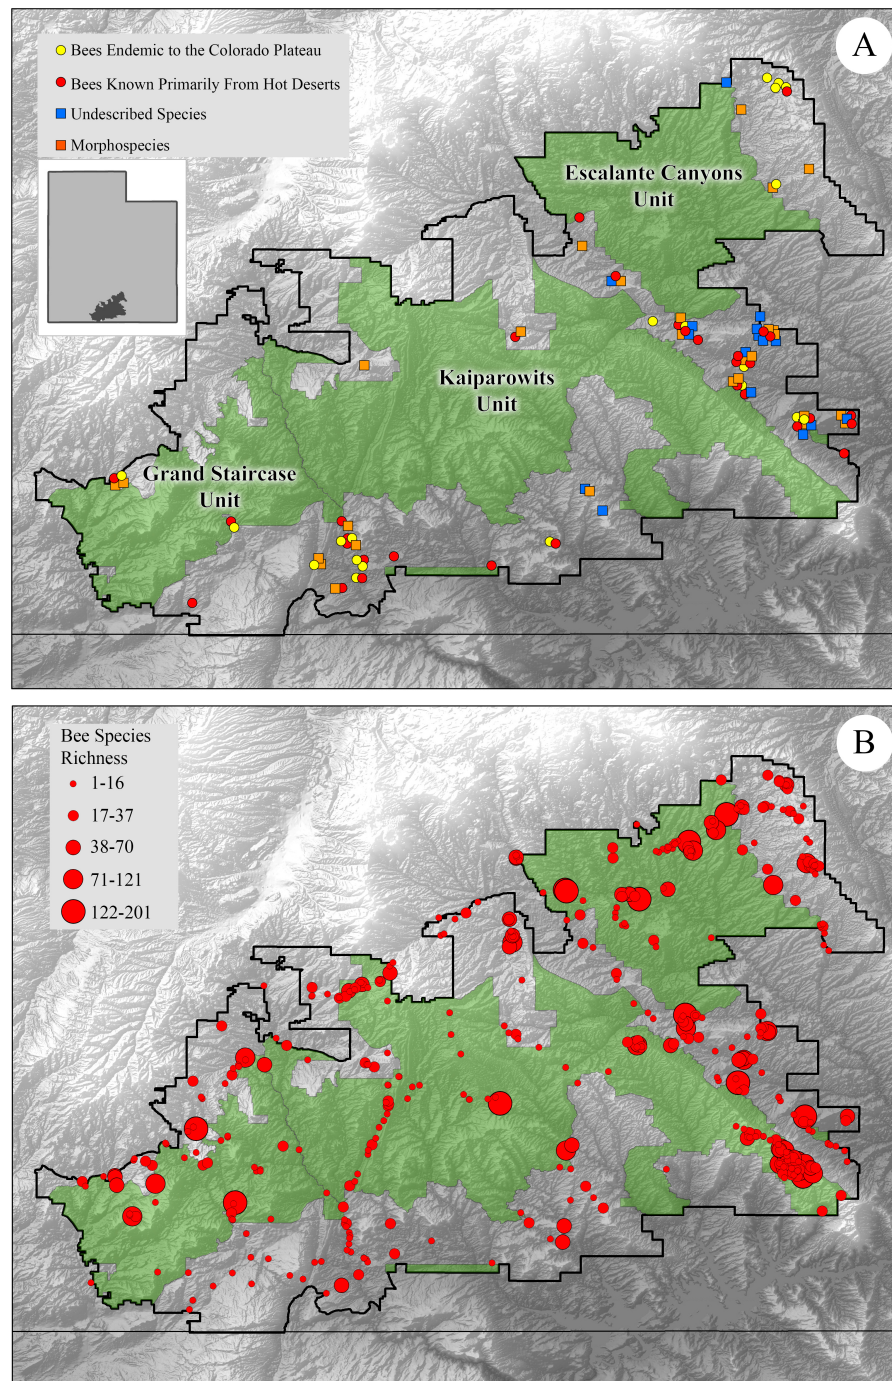 A
Bees Endemic to the Colorado Plateau
Bees Known Primarily From Hot Deserts
Undescribed Species
Morphospecies
Escalante Canyons
Unit
Kaiparowits
Unit
Grand Staircase
Unit
B
Bee Species
Richness
1-16
17-37
38-70
71-121
122-201